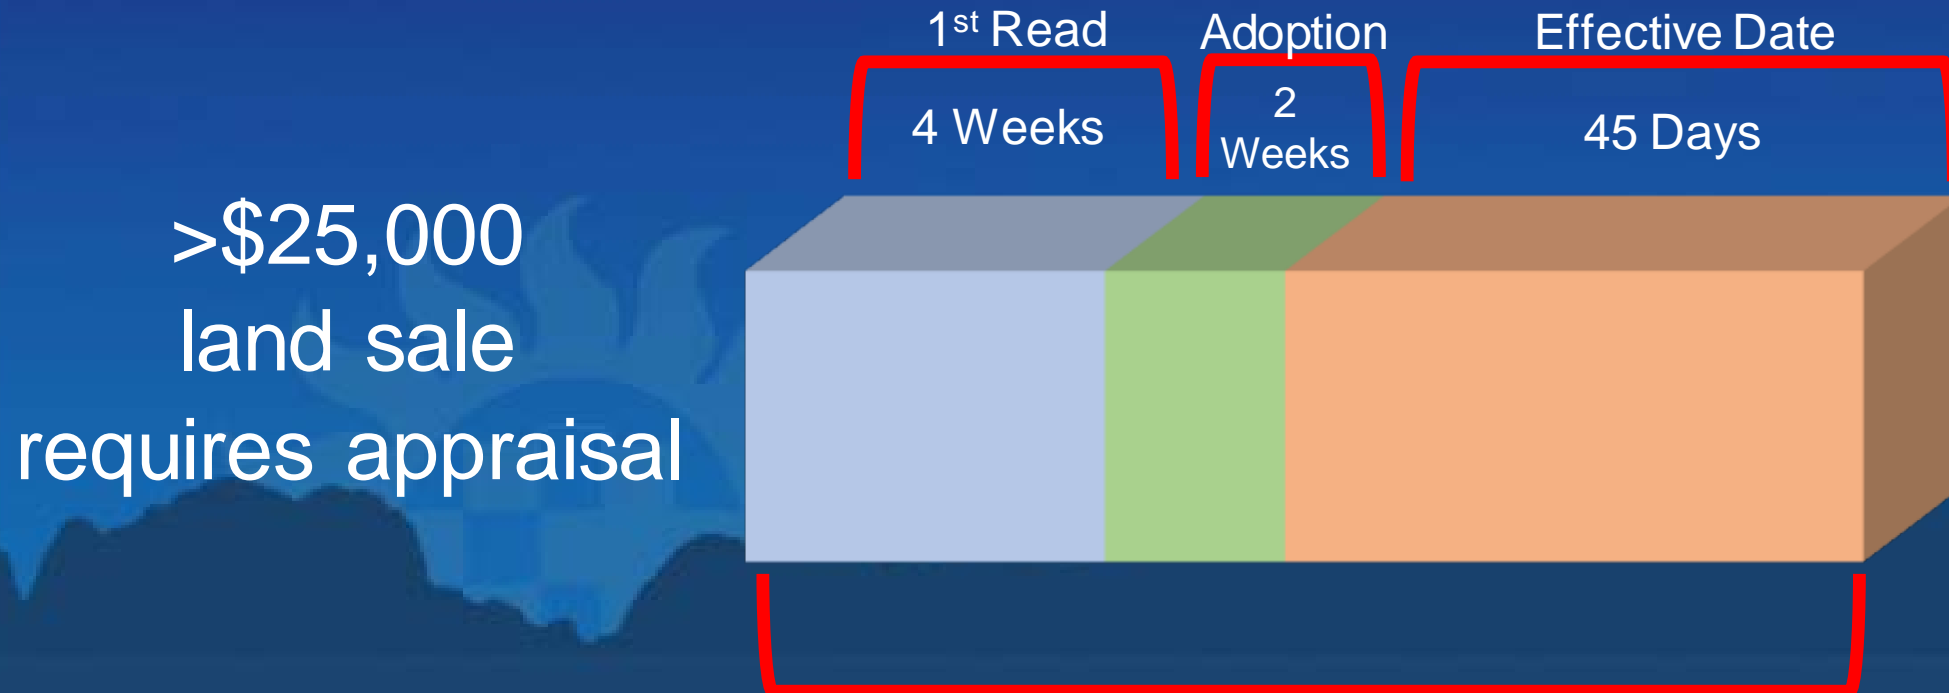 1st Read Adoption Effective Date
4 Weeks
2
Weeks
45 Days
>$25,000
land sale
requires appraisal